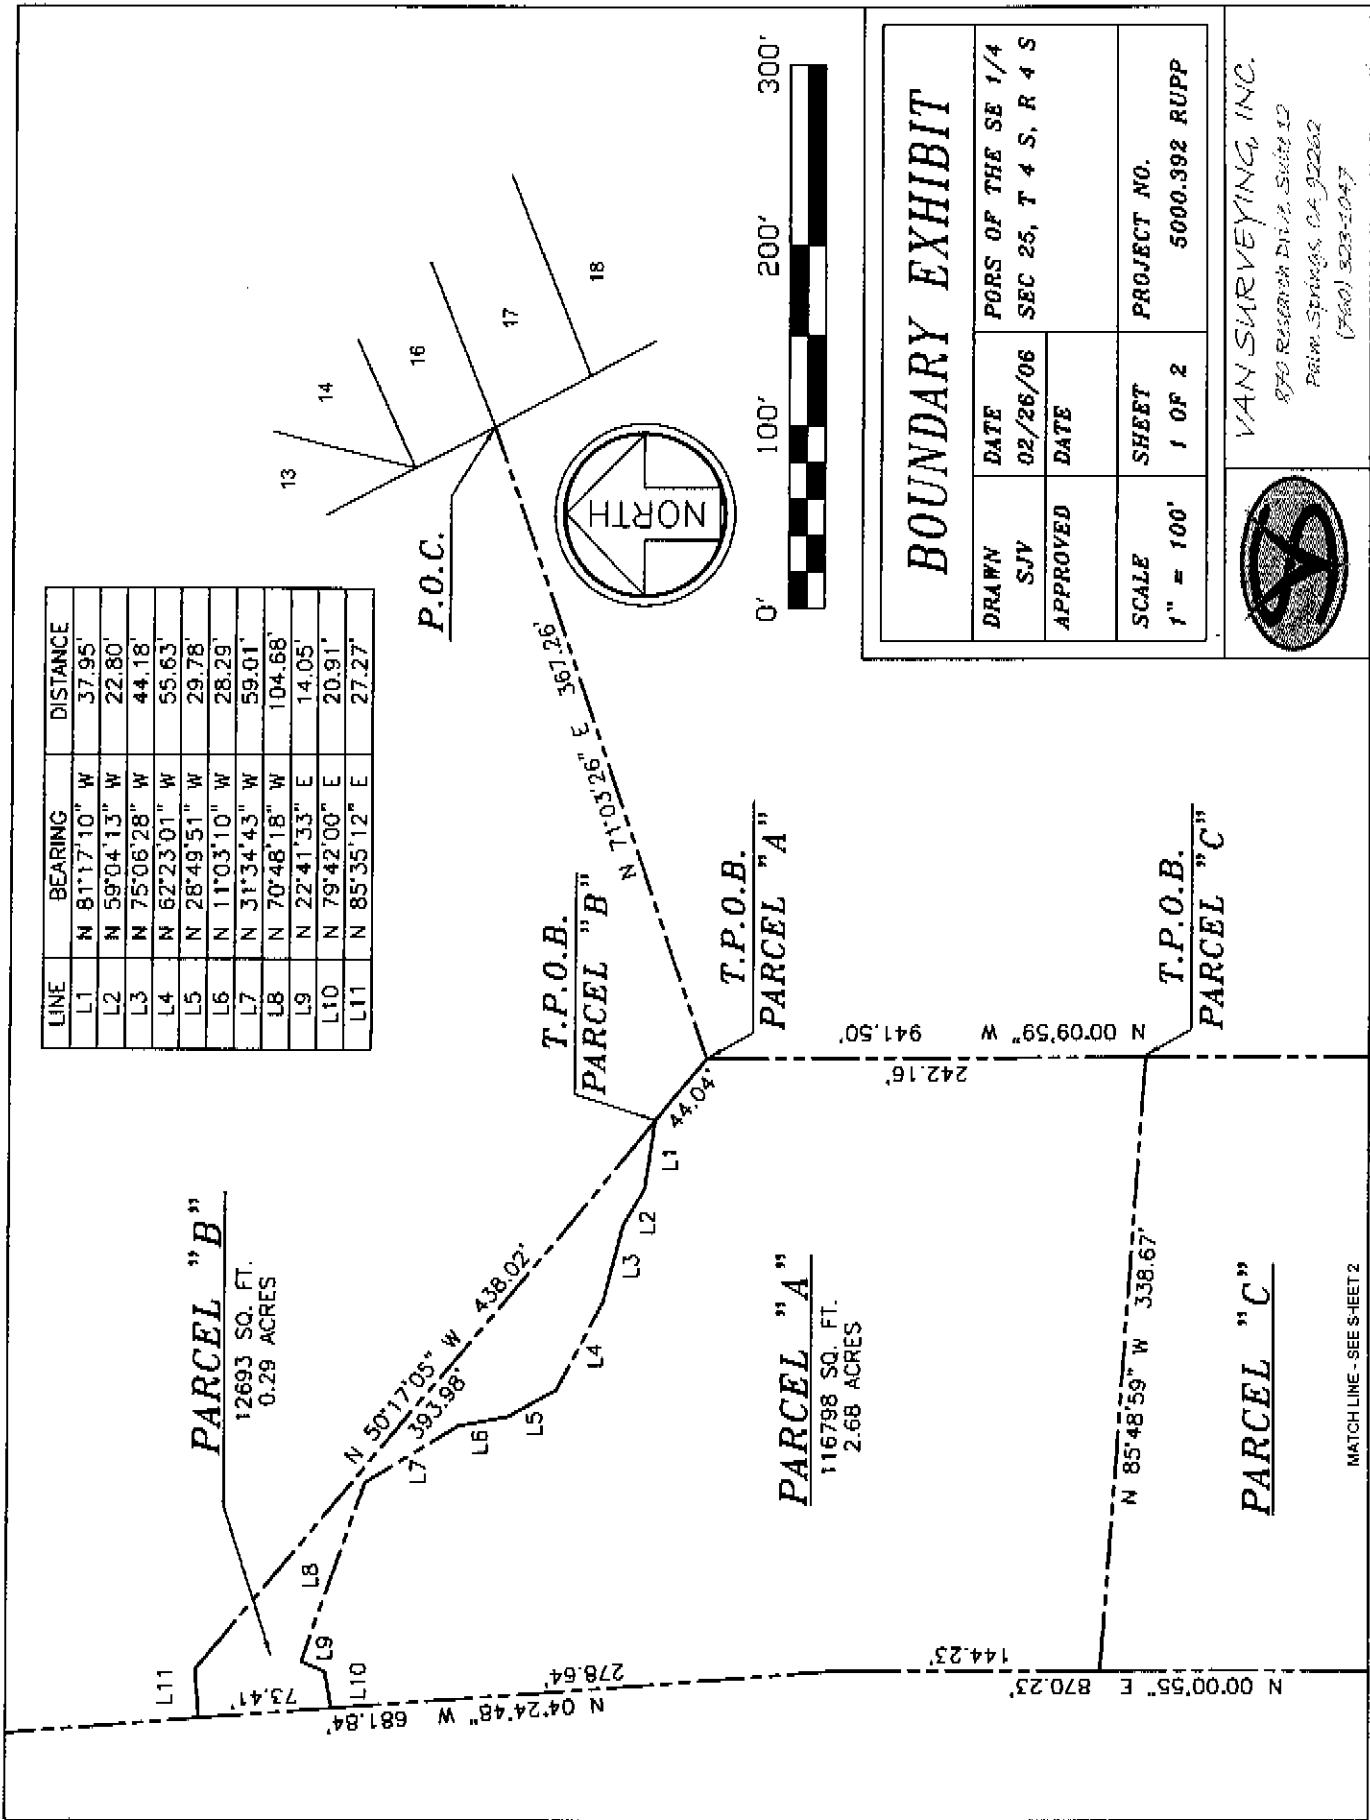 LINE BEARING DISTANCE
L1 N 81°17'10" W 37.95'
L2 N 59°04'13" W 22.80'
L3 N 75°06'28" W 44.18'
L4 N 62°23'01" W 55.63'
L5 N 28°49'51" W 29.78'
L6 N 11°03'10" W 28.29'
L7 N 31°34'43" W 59.01'
L8 N 70°48'18" W 104.68'
L9 N 22°41'33" E 14.05'
L10 N 79°42'00" E 20.91'
L11 N 85°35'12" E 27.27'
13
14
16
17
18
P.O.C.
N 71°03'26" E 367.26'
NORTH
0' 100' 200' 300'
PARCEL "B"
12693 SQ. FT.
0.29 ACRES
T.P.O.B.
PARCEL "B"
T.P.O.B.
PARCEL "A"
N 50°17'05" W 438.02'
393.98'
44.04'
L1
L2
L3
L4
L5
L6
L7
L8
L9
L10
L11
73.41'
N 04°24'48" W 681.84'
278.64'
PARCEL "A"
116798 SQ. FT.
2.68 ACRES
N 00°09'59" W 941.50'
242.16'
144.23'
N 00°00'55" E 870.23'
N 85°48'59" W 338.67'
T.P.O.B.
PARCEL "C"
PARCEL "C"
MATCH LINE - SEE SHEET 2
BOUNDARY EXHIBIT
DRAWN
SJV
DATE
02/26/06
PORS OF THE SE 1/4
SEC 25, T 4 S, R 4 S
APPROVED
DATE
SCALE
1" = 100'
SHEET
1 OF 2
PROJECT NO.
5000.392 RUPP
VAN SURVEYING, INC.
870 Research Drive, Suite 12
Palm Springs, CA 92262
(760) 323-1047